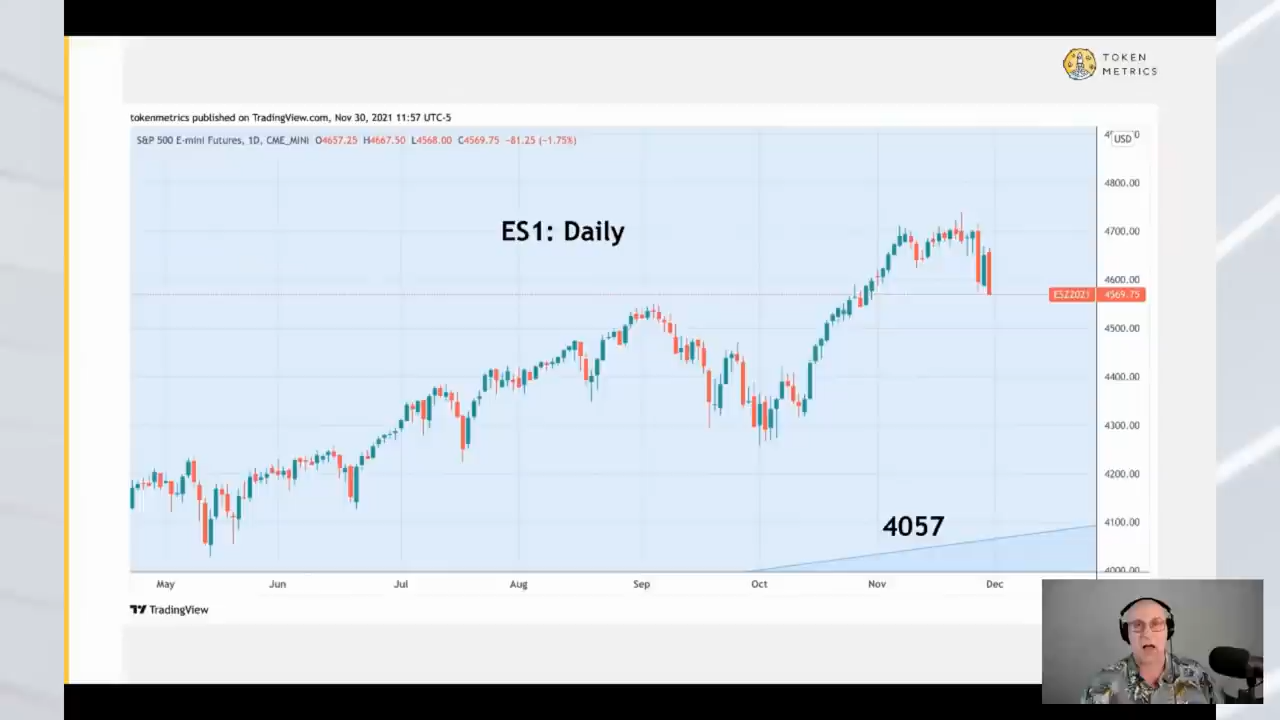 TOKEN
METRICS
tokenmetrics published on TradingView.com, Nov 30, 2021 11:57 UTC-5
S&P 500 E-mini Futures, 1D, CME_MINI O4657.25 H4667.50 L4568.00 C4569.75 −81.25 (−1.75%)
USD
4800.00
ES1: Daily
4700.00
4600.00
ESZ2021 4569.75
4500.00
4400.00
4300.00
4200.00
4057
4100.00
4000.00
May Jun Jul Aug Sep Oct Nov Dec
TradingView